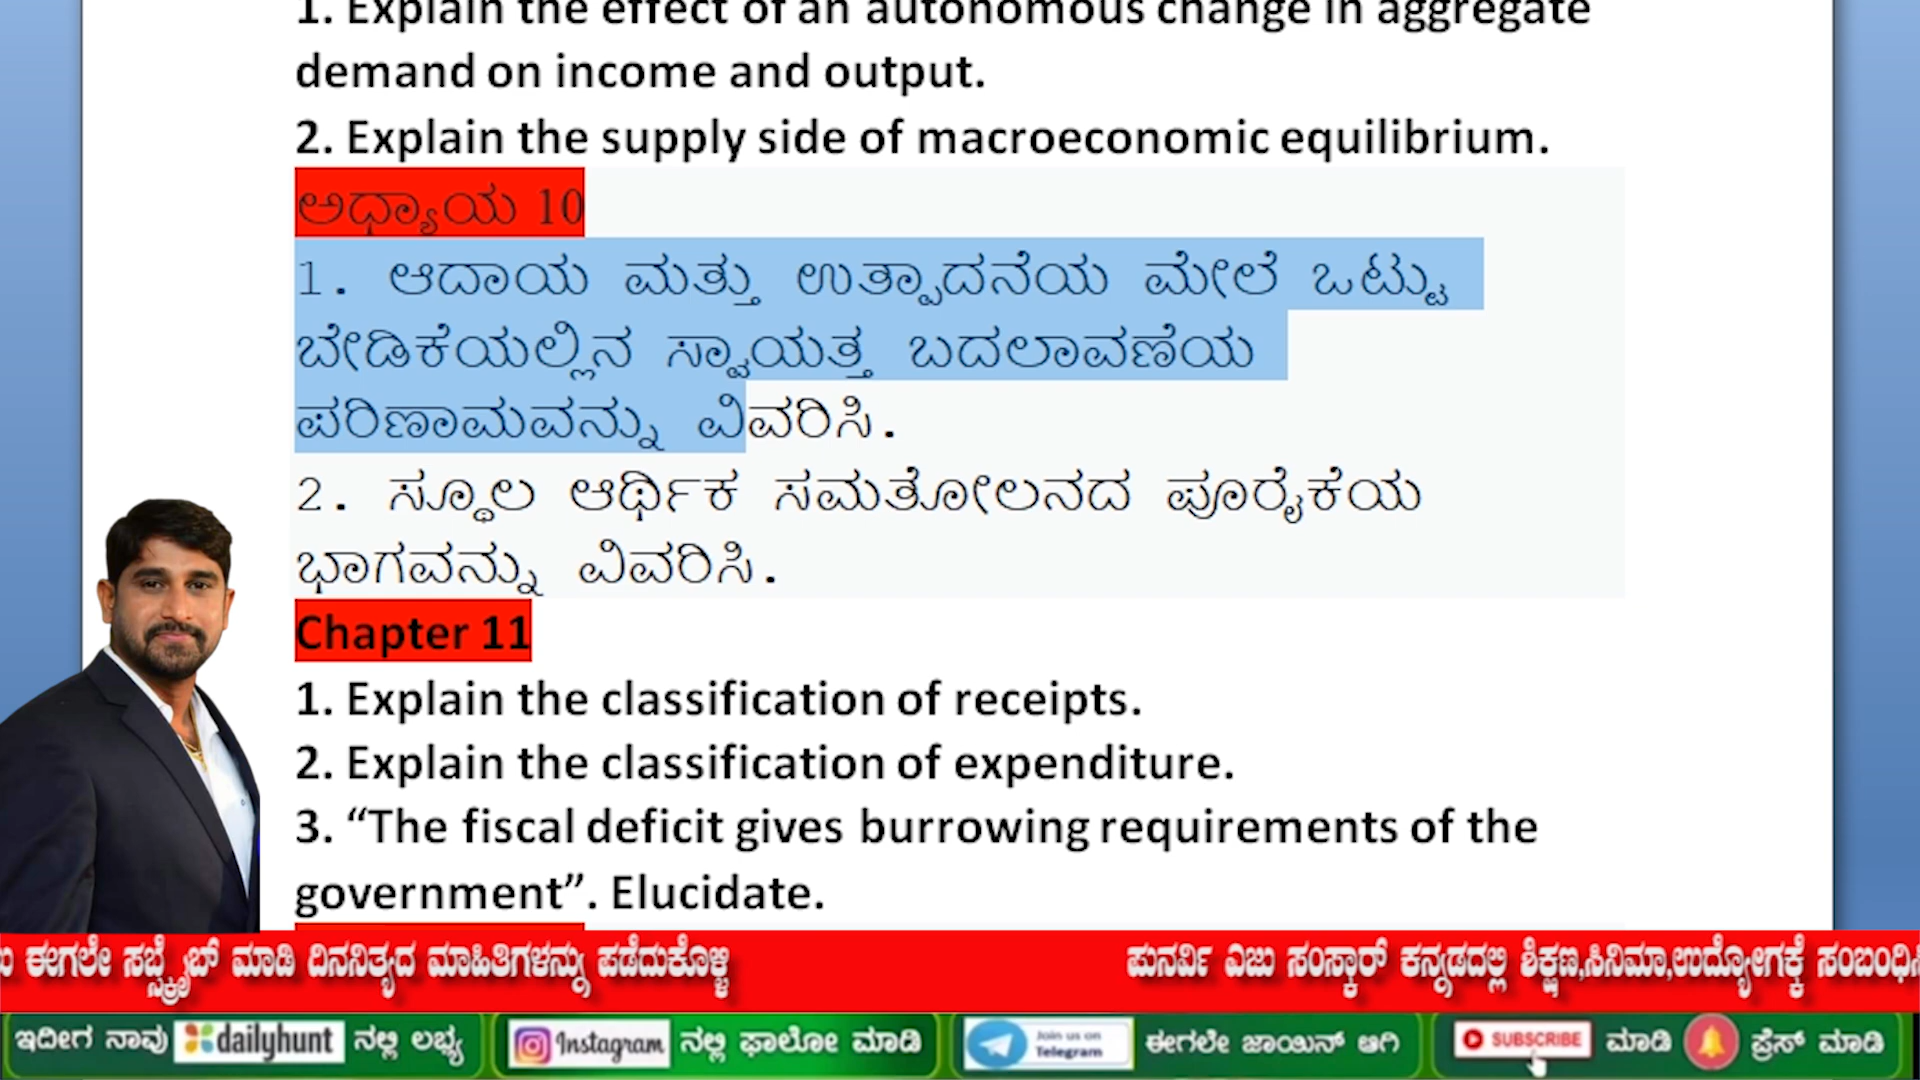 1. Explain the effect of an autonomous change in aggregate
demand on income and output.
2. Explain the supply side of macroeconomic equilibrium.
ಅಧ್ಯಾಯ 10
1. ಆದಾಯ ಮತ್ತು ಉತ್ಪಾದನೆಯ ಮೇಲೆ ಒಟ್ಟು
ಬೇಡಿಕೆಯಲ್ಲಿನ ಸ್ವಾಯತ್ತ ಬದಲಾವಣೆಯ
ಪರಿಣಾಮವನ್ನು ವಿವರಿಸಿ.
2. ಸ್ಥೂಲ ಆರ್ಥಿಕ ಸಮತೋಲನದ ಪೂರೈಕೆಯ
ಭಾಗವನ್ನು ವಿವರಿಸಿ.
Chapter 11
1. Explain the classification of receipts.
2. Explain the classification of expenditure.
3. “The fiscal deficit gives burrowing requirements of the
government”. Elucidate.
ಈಗಲೇ ಸಬ್ಸ್ಕ್ರೈಬ್ ಮಾಡಿ ದಿನನಿತ್ಯದ ಮಾಹಿತಿಗಳನ್ನು ಪಡೆದುಕೊಳ್ಳಿ ಪುನರ್ವಿ ಎಜು ಸಂಸ್ಕಾರ್ ಕನ್ನಡದಲ್ಲಿ ಶಿಕ್ಷಣ,ಸಿನಿಮಾ,ಉದ್ಯೋಗಕ್ಕೆ
ಇದೀಗ ನಾವು dailyhunt ನಲ್ಲಿ ಲಭ್ಯ Instagram ನಲ್ಲಿ ಫಾಲೋ ಮಾಡಿ Join us on Telegram ಈಗಲೇ ಜಾಯಿನ್ ಆಗಿ SUBSCRIBE ಮಾಡಿ ಪ್ರೆಸ್ ಮಾಡಿ